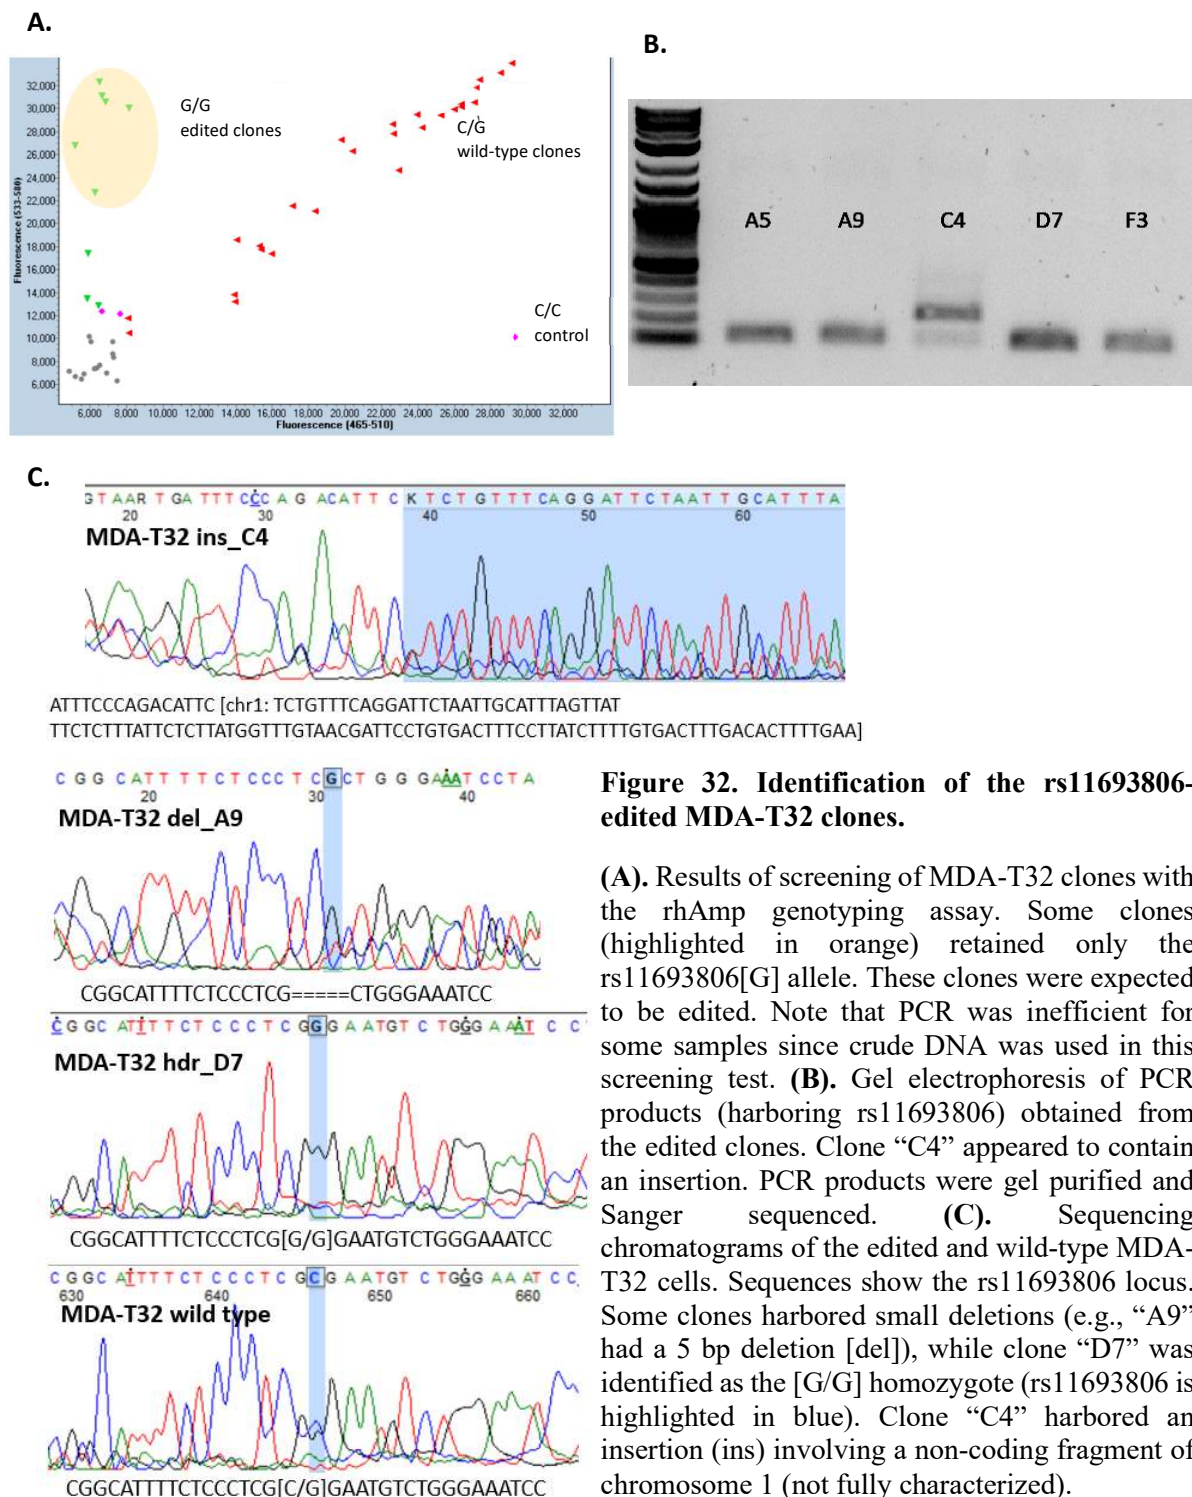 A.
B.
32,000
30,000
28,000
26,000
24,000
22,000
20,000
18,000
16,000
14,000
12,000
10,000
8,000
6,000
Fluorescence (533-580)
G/G
edited clones
C/G
wild-type clones
C/C
control
6,000 8,000 10,000 12,000 14,000 16,000 18,000 20,000 22,000 24,000 26,000 28,000 30,000 32,000
Fluorescence (465-510)
A5 A9 C4 D7 F3
C.
G T A A R T G A T T T C C C A G A C A T T C K T C T G T T T C A G G A T T C T A A T T G C A T T T A
20 30 40 50 60
MDA-T32 ins_C4
ATTTCCCAGACATTC [chr1: TCTGTTTCAGGATTCTAATTGCATTTAGTTAT
TTCTCTTTATTCTCTTATGGTTTGTAACGATTCCTGTGACTTTCCTTATCTTTTGTGACTTTGACACTTTTGAA]
C G G C A T T T T C T C C C T C G C T G G G A A A T C C T A
20 30 40
MDA-T32 del_A9
CGGCATTTTCTCCCTCG=====CTGGGAAATCC
C G G C A T T T T C T C C C T C G G G A A T G T C T G G G A A A T C C
MDA-T32 hdr_D7
CGGCATTTTCTCCCTCG[G/G]GAATGTCTGGGAAATCC
C G G C A T T T T C T C C C T C G C G A A T G T C T G G G A A A T C C
630 640 650 660
MDA-T32 wild type
CGGCATTTTCTCCCTCG[C/G]GAATGTCTGGGAAATCC
Figure 32. Identification of the rs11693806-
edited MDA-T32 clones.
(A). Results of screening of MDA-T32 clones with
the rhAmp genotyping assay. Some clones
(highlighted in orange) retained only the
rs11693806[G] allele. These clones were expected
to be edited. Note that PCR was inefficient for
some samples since crude DNA was used in this
screening test. (B). Gel electrophoresis of PCR
products (harboring rs11693806) obtained from
the edited clones. Clone “C4” appeared to contain
an insertion. PCR products were gel purified and
Sanger sequenced. (C). Sequencing
chromatograms of the edited and wild-type MDA-
T32 cells. Sequences show the rs11693806 locus.
Some clones harbored small deletions (e.g., “A9”
had a 5 bp deletion [del]), while clone “D7” was
identified as the [G/G] homozygote (rs11693806 is
highlighted in blue). Clone “C4” harbored an
insertion (ins) involving a non-coding fragment of
chromosome 1 (not fully characterized).